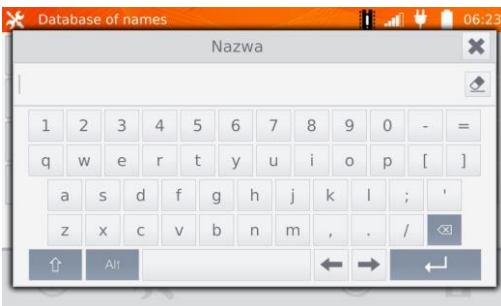 Database of names 06:23
Nazwa
1 2 3 4 5 6 7 8 9 0 - =
q w e r t y u i o p [ ]
a s d f g h j k l ; '
z x c v b n m , . /
Alt